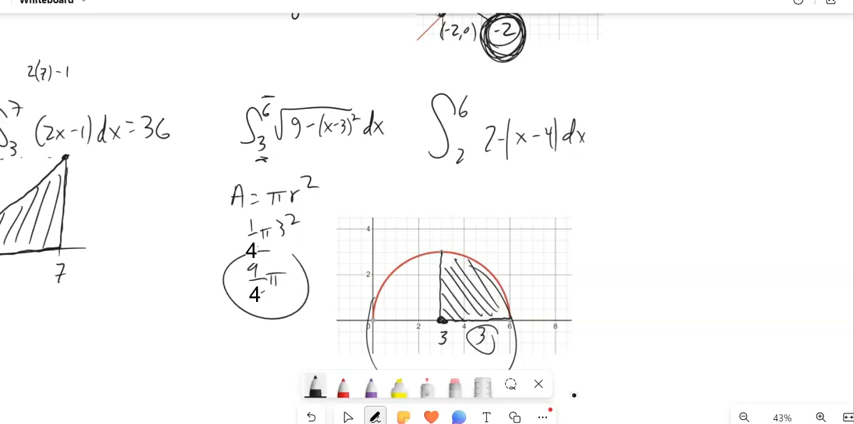 Whiteboard
(-2,0) -2
2(7)-1
∫₃⁷ (2x-1)dx = 36
∫₃⁶ √9-(x-3)² dx
∫₂⁶ 2-|x-4|dx
A = πr²
1/4 π3²
9/4 π
7
4
2
0 2 4 6 8
3 3
T
43%